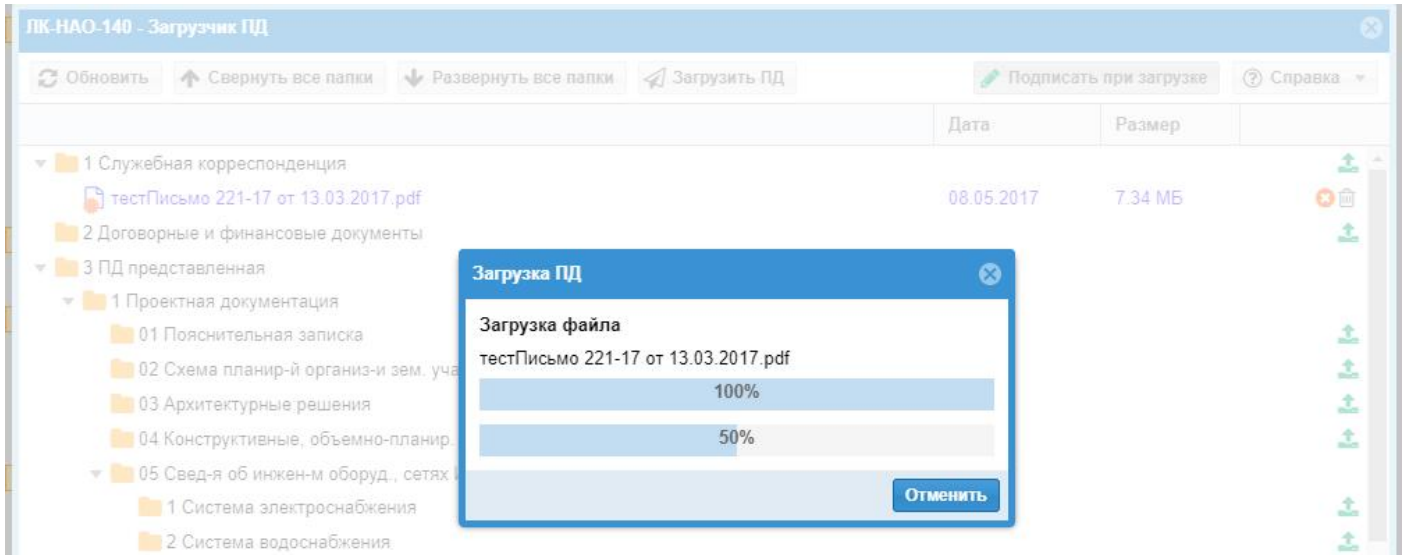 ЛК-НАО-140 - Загрузчик ПД
Обновить Свернуть все папки Развернуть все папки Загрузить ПД Подписать при загрузке Справка
Дата Размер
1 Служебная корреспонденция
тестПисьмо 221-17 от 13.03.2017.pdf 08.05.2017 7.34 МБ
2 Договорные и финансовые документы
3 ПД представленная
1 Проектная документация
01 Пояснительная записка
02 Схема планир-й организ-и зем. уча
03 Архитектурные решения
04 Конструктивные, объемно-планир.
05 Свед-я об инжен-м оборуд., сетях
1 Система электроснабжения
2 Система водоснабжения
Загрузка ПД
Загрузка файла
тестПисьмо 221-17 от 13.03.2017.pdf
100%
50%
Отменить